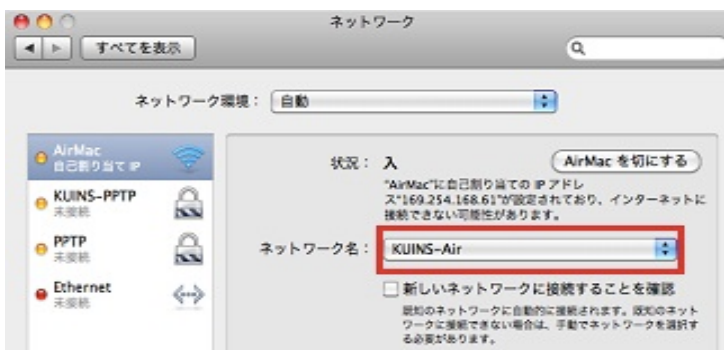 ネットワーク
すべてを表示
ネットワーク環境： 自動
AirMac
自己割り当て IP
KUINS-PPTP
未接続
PPTP
未接続
Ethernet
未接続
状況： 入
AirMac を切にする
"AirMac"に自己割り当ての IP アドレ
ス"169.254.168.61"が設定されており、インターネットに
接続できない可能性があります。
ネットワーク名： KUINS-Air
新しいネットワークに接続することを確認
既知のネットワークに自動的に接続されます。既知のネット
ワークに接続できない場合は、手動でネットワークを選択す
る必要があります。